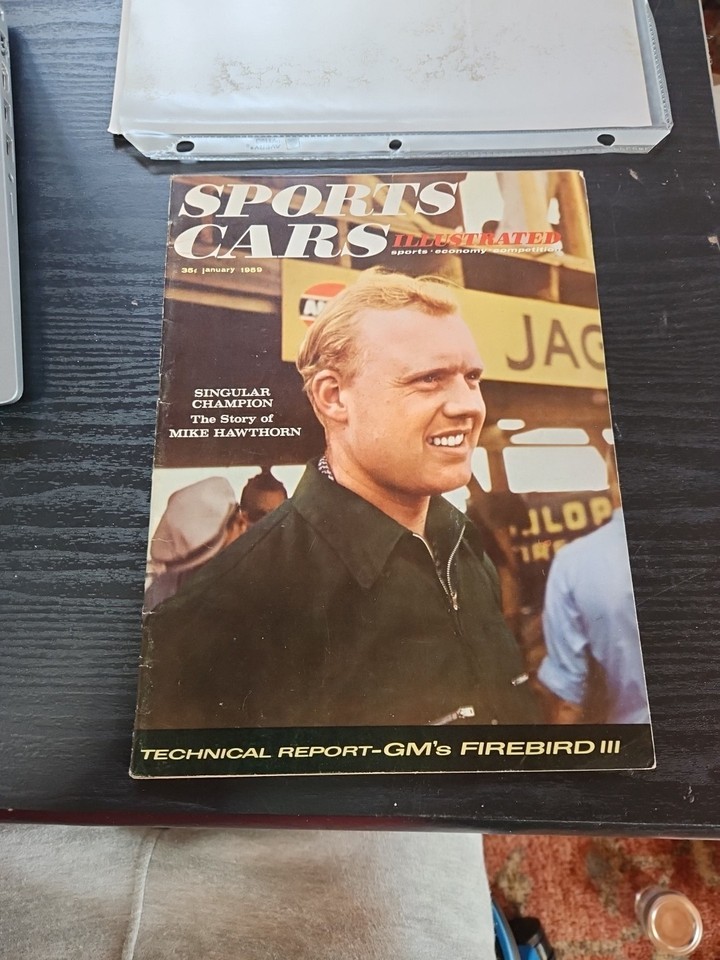 SPORTS
CARS ILLUSTRATED
sports · economy · competition
35¢ january 1959
JAG
SINGULAR
CHAMPION
The Story of
MIKE HAWTHORN
TECHNICAL REPORT-GM's FIREBIRD III